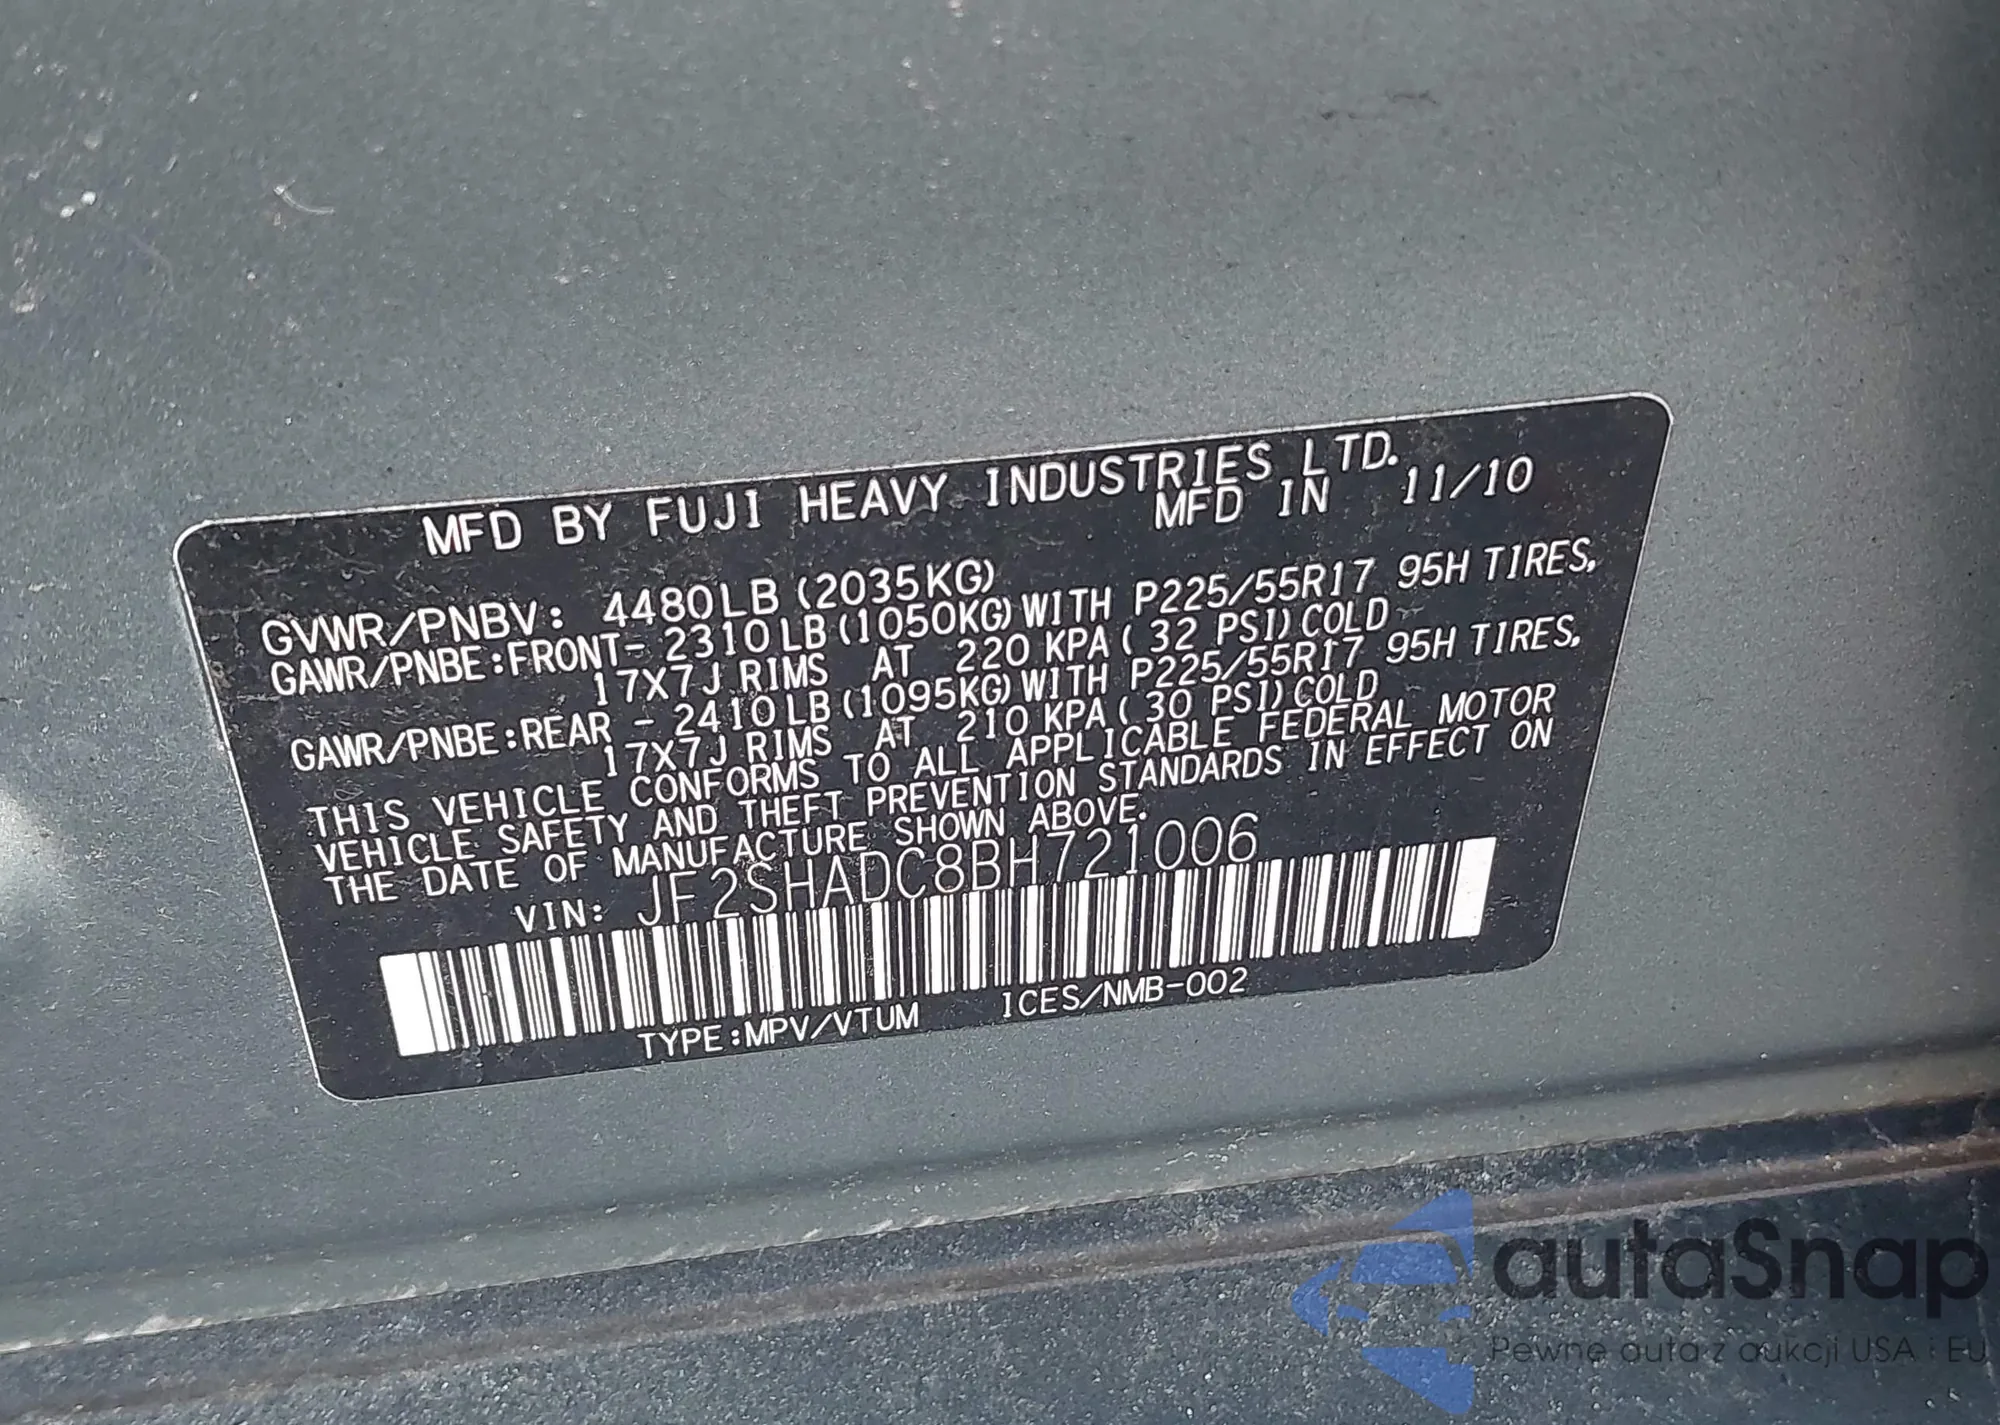 MFD BY FUJI HEAVY INDUSTRIES LTD.
MFD IN 11/10
GVWR/PNBV: 4480LB (2035KG)
GAWR/PNBE:FRONT- 2310LB (1050KG) WITH P225/55R17 95H TIRES,
17X7J RIMS AT 220 KPA ( 32 PSI) COLD
GAWR/PNBE:REAR - 2410LB (1095KG) WITH P225/55R17 95H TIRES,
17X7J RIMS AT 210 KPA ( 30 PSI) COLD
THIS VEHICLE CONFORMS TO ALL APPLICABLE FEDERAL MOTOR
VEHICLE SAFETY AND THEFT PREVENTION STANDARDS IN EFFECT ON
THE DATE OF MANUFACTURE SHOWN ABOVE.
VIN: JF2SHADC8BH721006
TYPE:MPV/VTUM ICES/NMB-002
autaSnap
Pewne auta z aukcji USA i EU